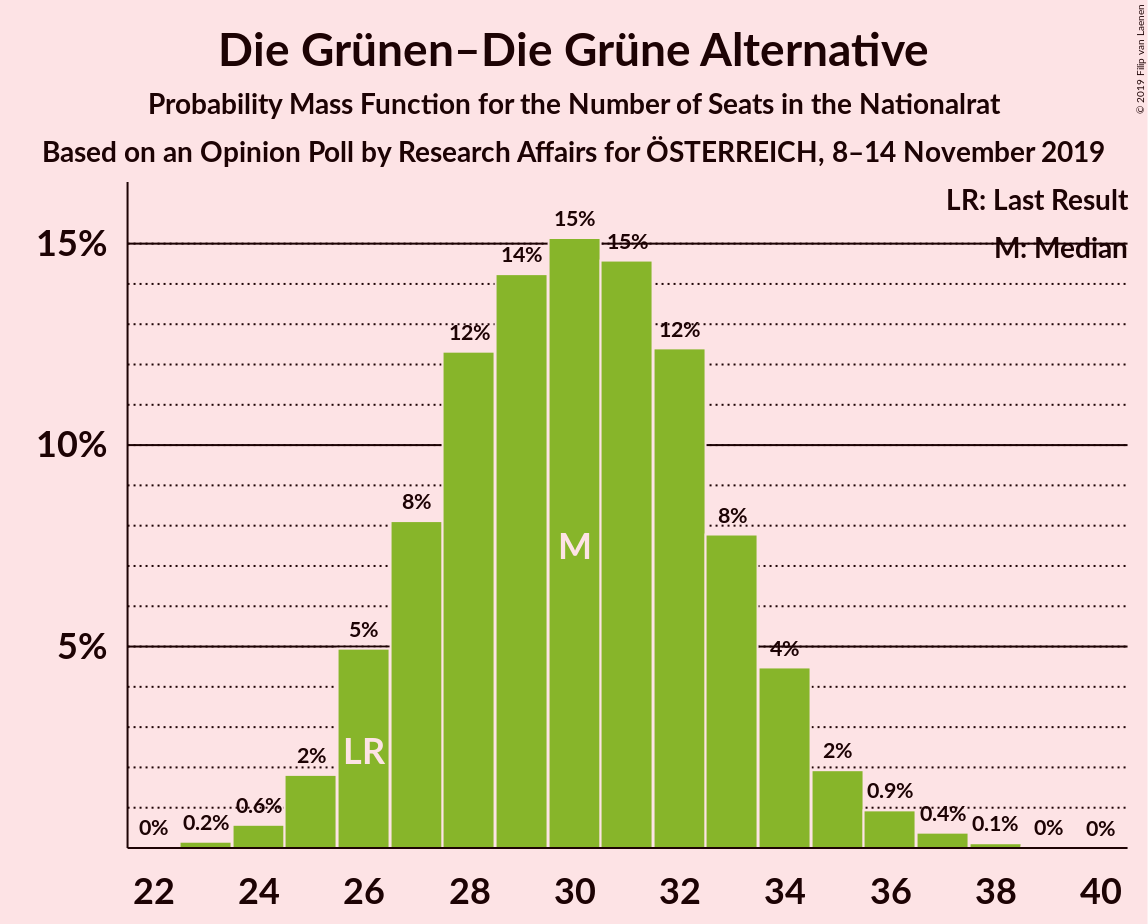 Die Grünen–Die Grüne Alternative
Probability Mass Function for the Number of Seats in the Nationalrat
Based on an Opinion Poll by Research Affairs for ÖSTERREICH, 8–14 November 2019
© 2019 Filip van Laenen
LR: Last Result
M: Median
15%
10%
5%
0%
0.2%
0.6%
2%
5%
8%
12%
14%
15%
15%
12%
8%
4%
2%
0.9%
0.4%
0.1%
0%
0%
LR
M
22 24 26 28 30 32 34 36 38 40